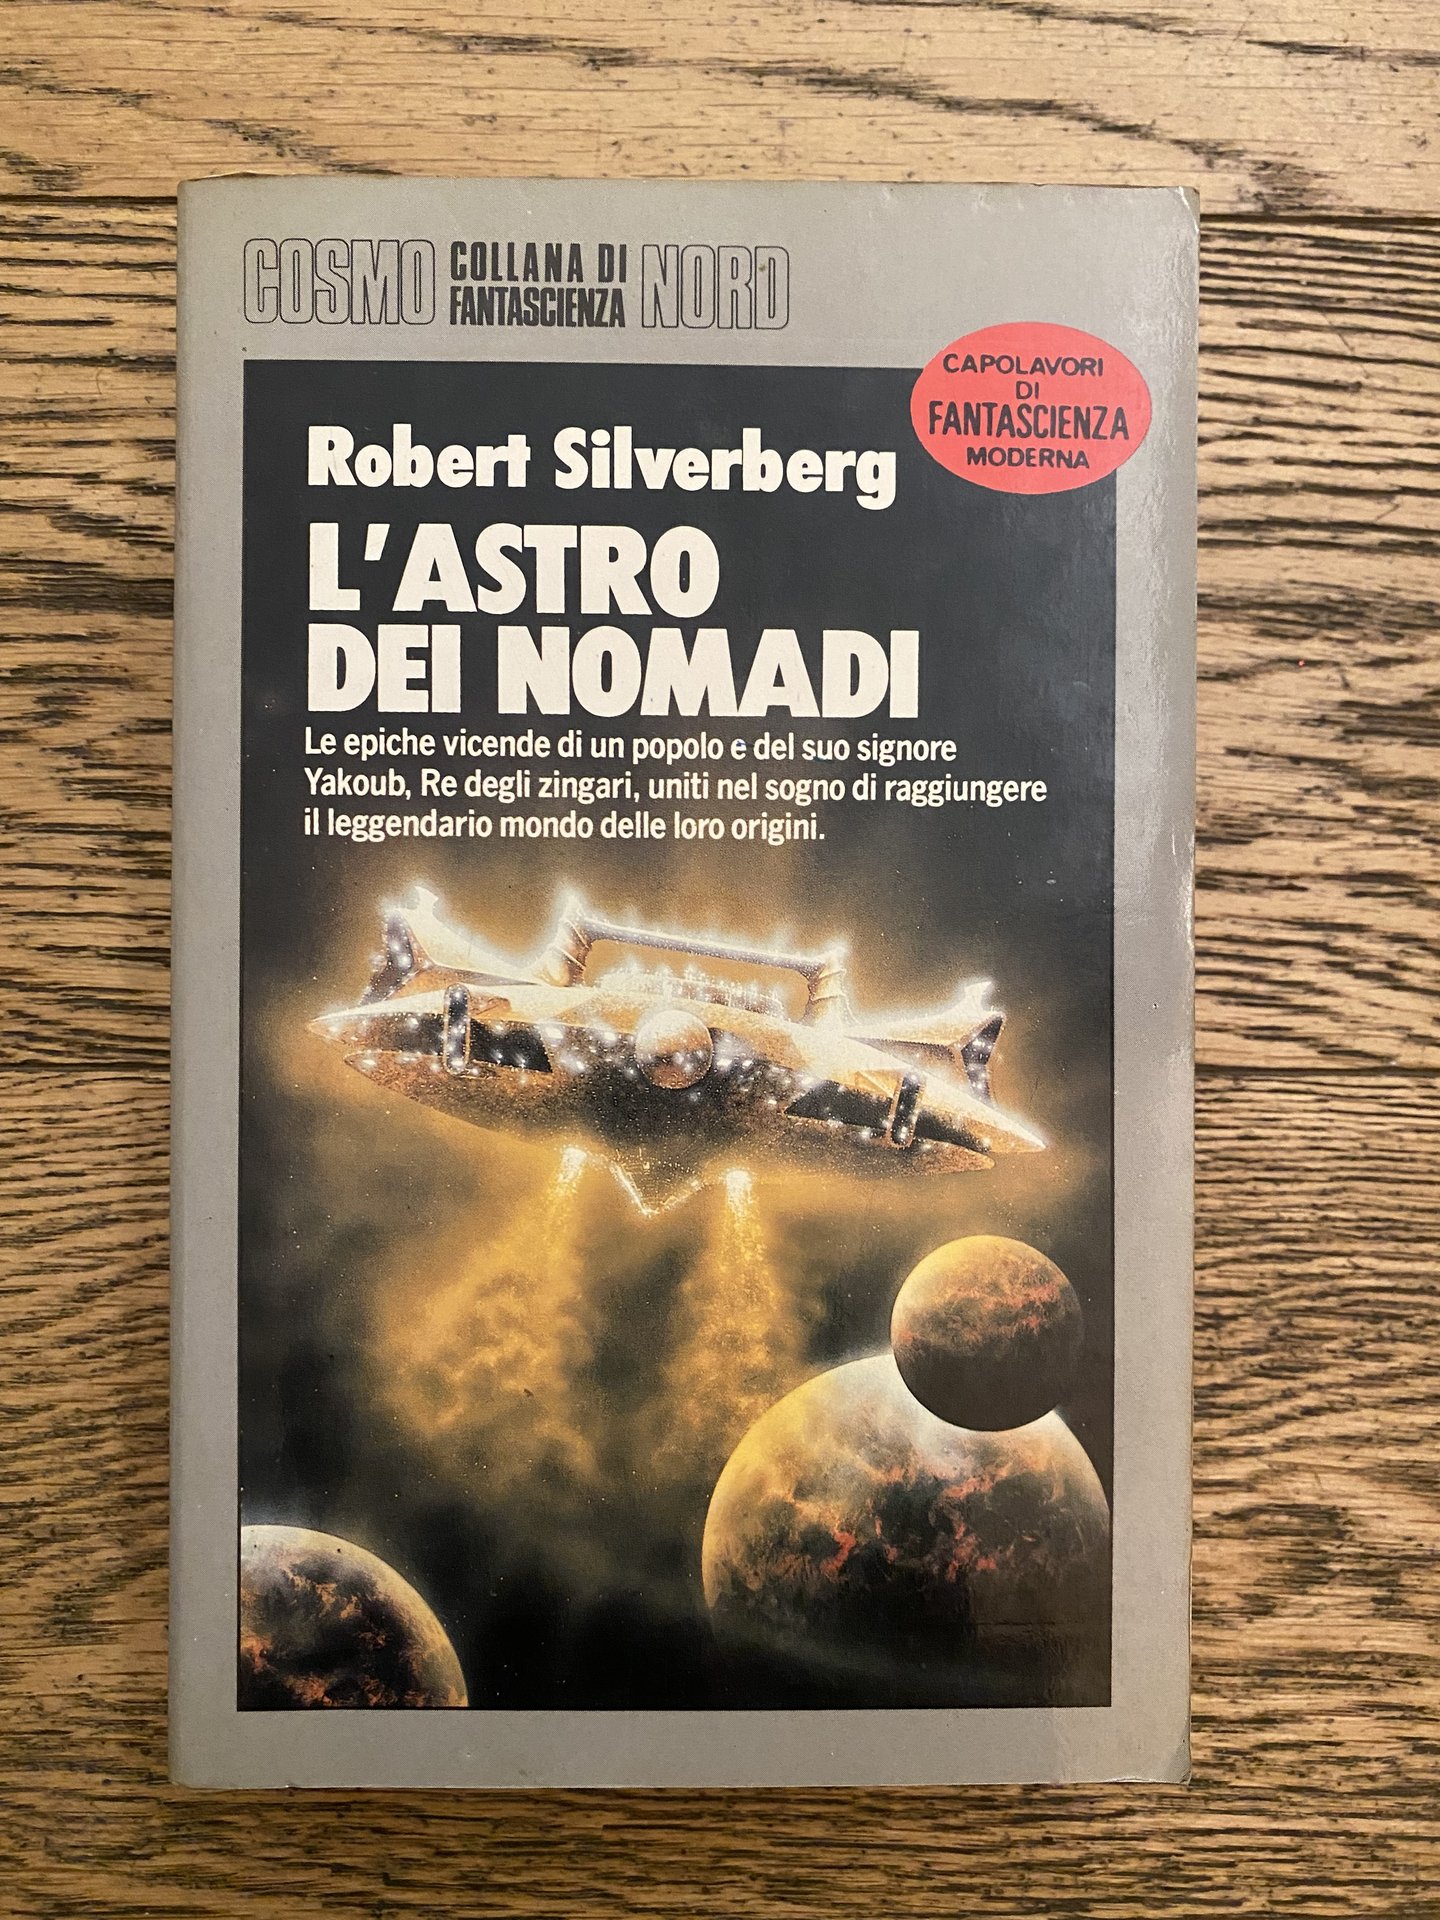 COSMO COLLANA DI FANTASCIENZA NORD
CAPOLAVORI
DI
FANTASCIENZA
MODERNA
Robert Silverberg
L'ASTRO
DEI NOMADI
Le epiche vicende di un popolo e del suo signore
Yakoub, Re degli zingari, uniti nel sogno di raggiungere
il leggendario mondo delle loro origini.